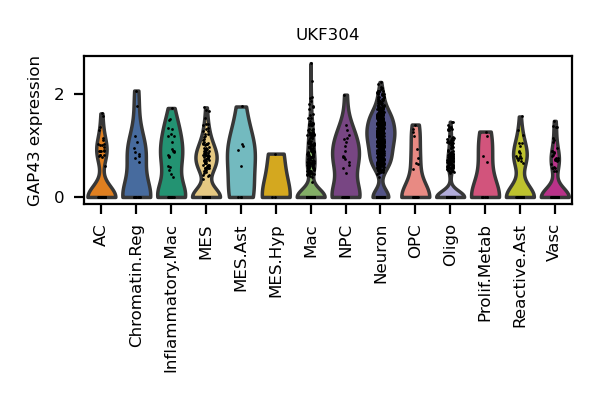 UKF304
GAP43 expression
2
0
AC
Chromatin.Reg
Inflammatory.Mac
MES
MES.Ast
MES.Hyp
Mac
NPC
Neuron
OPC
Oligo
Prolif.Metab
Reactive.Ast
Vasc